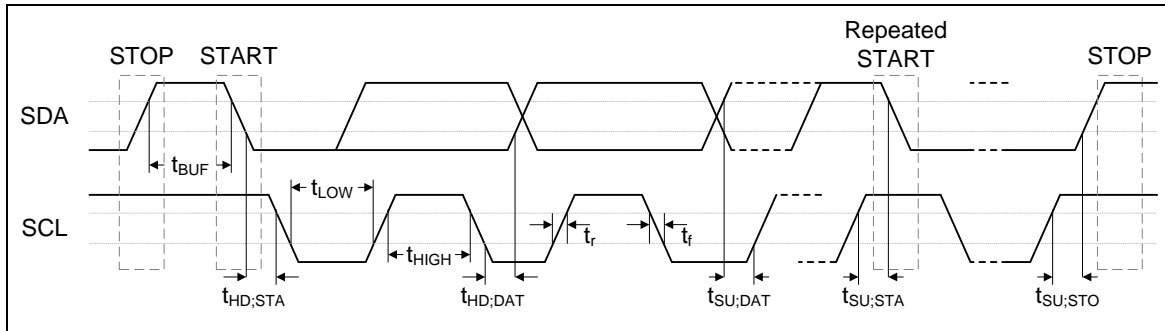 STOP
START
Repeated
START
STOP
SDA
tBUF
tLOW
SCL
tr
tf
tHIGH
tHD;STA
tHD;DAT
tSU;DAT
tSU;STA
tSU;STO